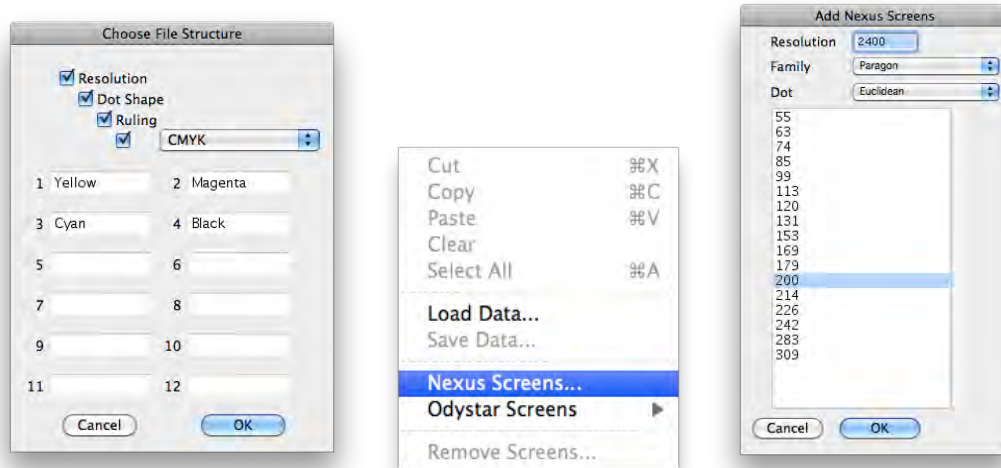 Choose File Structure
Resolution
Dot Shape
Ruling
CMYK
1 Yellow 2 Magenta
3 Cyan 4 Black
5 6
7 8
9 10
11 12
Cancel OK
Cut ⌘X
Copy ⌘C
Paste ⌘V
Clear
Select All ⌘A
Load Data...
Save Data...
Nexus Screens...
Odystar Screens
Remove Screens...
Add Nexus Screens
Resolution 2400
Family Paragon
Dot Euclidean
55
63
74
85
99
113
120
131
153
169
179
200
214
226
242
283
309
Cancel OK